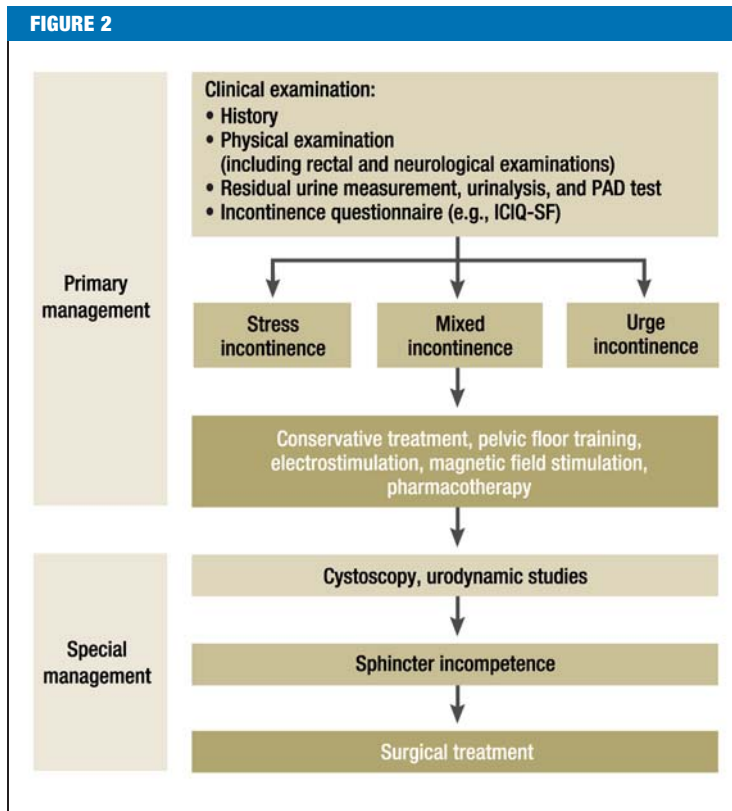 FIGURE 2
Primary
management
Clinical examination:
• History
• Physical examination
(including rectal and neurological examinations)
• Residual urine measurement, urinalysis, and PAD test
• Incontinence questionnaire (e.g., ICIQ-SF)
Stress
incontinence
Mixed
incontinence
Urge
incontinence
Conservative treatment, pelvic floor training,
electrostimulation, magnetic field stimulation,
pharmacotherapy
Special
management
Cystoscopy, urodynamic studies
Sphincter incompetence
Surgical treatment